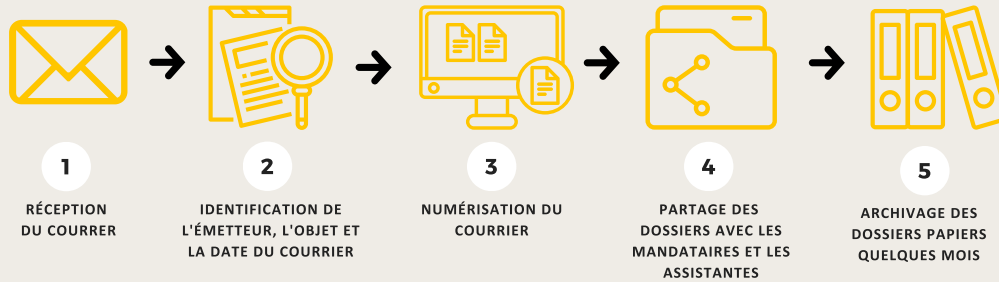 1
RÉCEPTION
DU COURRER
2
IDENTIFICATION DE
L'ÉMETTEUR, L'OBJET ET
LA DATE DU COURRIER
3
NUMÉRISATION DU
COURRIER
4
PARTAGE DES
DOSSIERS AVEC LES
MANDATAIRES ET LES
ASSISTANTES
5
ARCHIVAGE DES
DOSSIERS PAPIERS
QUELQUES MOIS